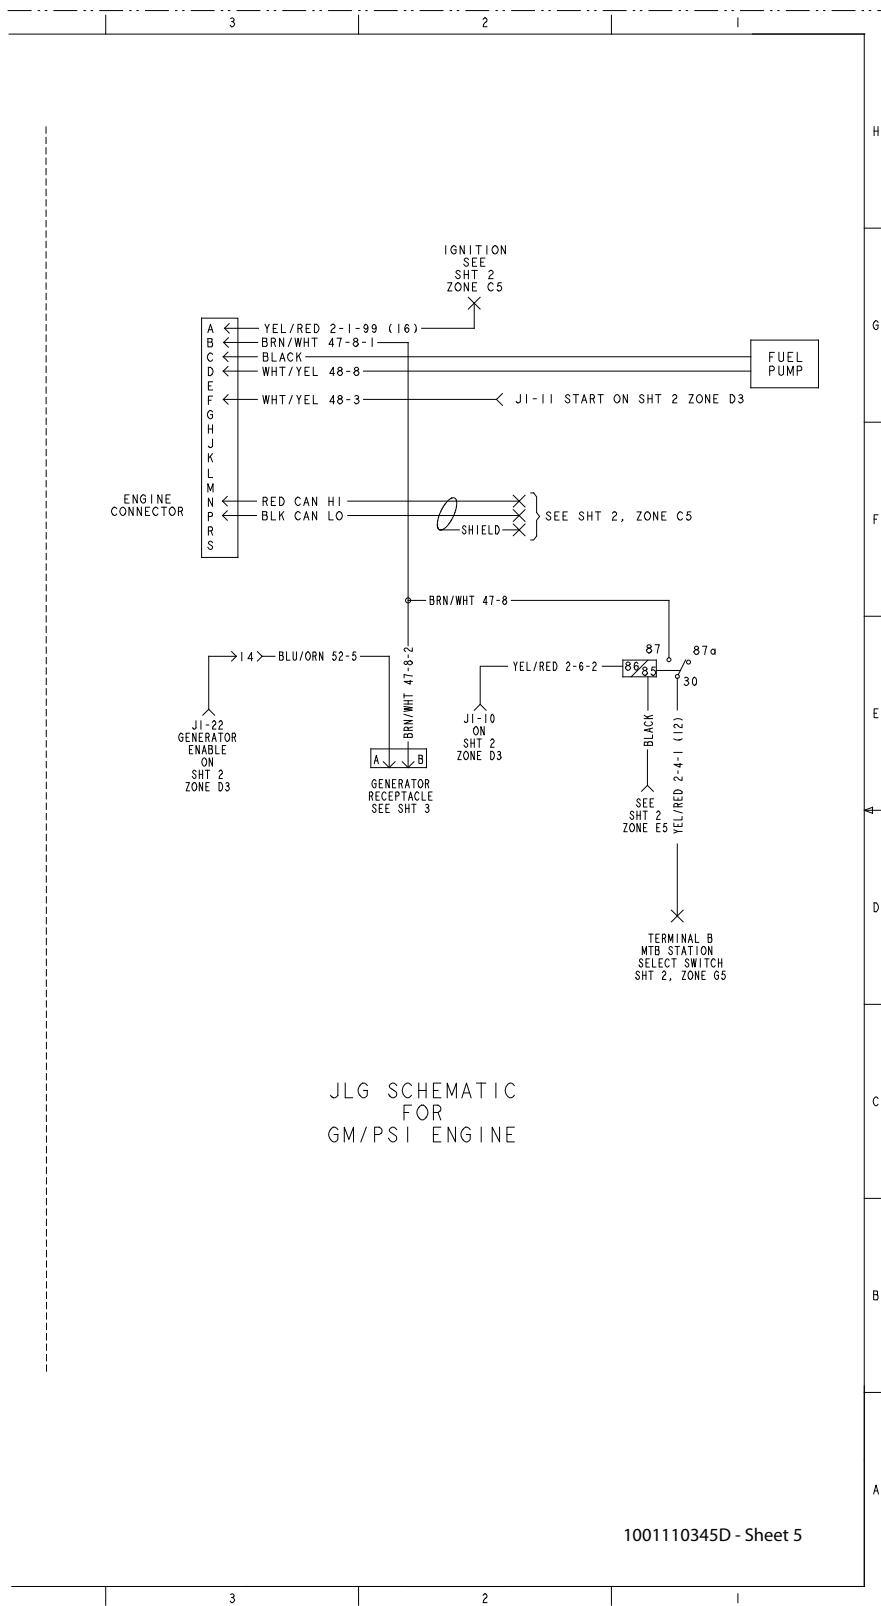 3 2 1
H
IGNITION
SEE
SHT 2
ZONE C5
G
A YEL/RED 2-1-99 (16)
B BRN/WHT 47-8-1
C BLACK
D WHT/YEL 48-8
FUEL
PUMP
E
F WHT/YEL 48-3 J1-11 START ON SHT 2 ZONE D3
G
H
J
K
L
M
N RED CAN HI
P BLK CAN LO
R
S
ENGINE
CONNECTOR
SHIELD
SEE SHT 2, ZONE C5
F
BRN/WHT 47-8
14 BLU/ORN 52-5
BRN/WHT 47-8-2
YEL/RED 2-6-2
86 85
87
87a
30
E
J1-22
GENERATOR
ENABLE
ON
SHT 2
ZONE D3
A B
GENERATOR
RECEPTACLE
SEE SHT 3
J1-10
ON
SHT 2
ZONE D3
BLACK
YEL/RED 2-4-1 (12)
SEE
SHT 2
ZONE E5
D
TERMINAL B
MTB STATION
SELECT SWITCH
SHT 2, ZONE G5
JLG SCHEMATIC
FOR
GM/PSI ENGINE
C
B
A
1001110345D - Sheet 5
3 2 1